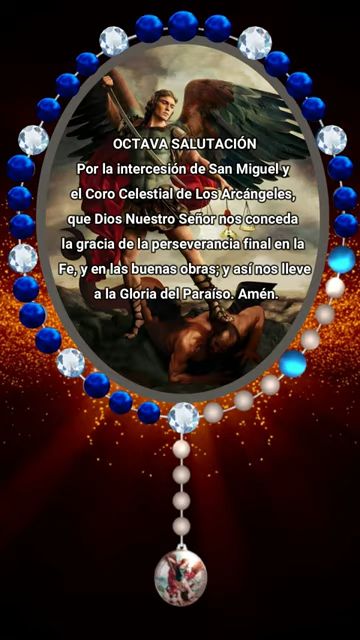 OCTAVA SALUTACIÓN
Por la intercesión de San Miguel y
el Coro Celestial de Los Arcángeles,
que Dios Nuestro Señor nos conceda
la gracia de la perseverancia final en la
Fe, y en las buenas obras; y así nos lleve
a la Gloria del Paraíso. Amén.